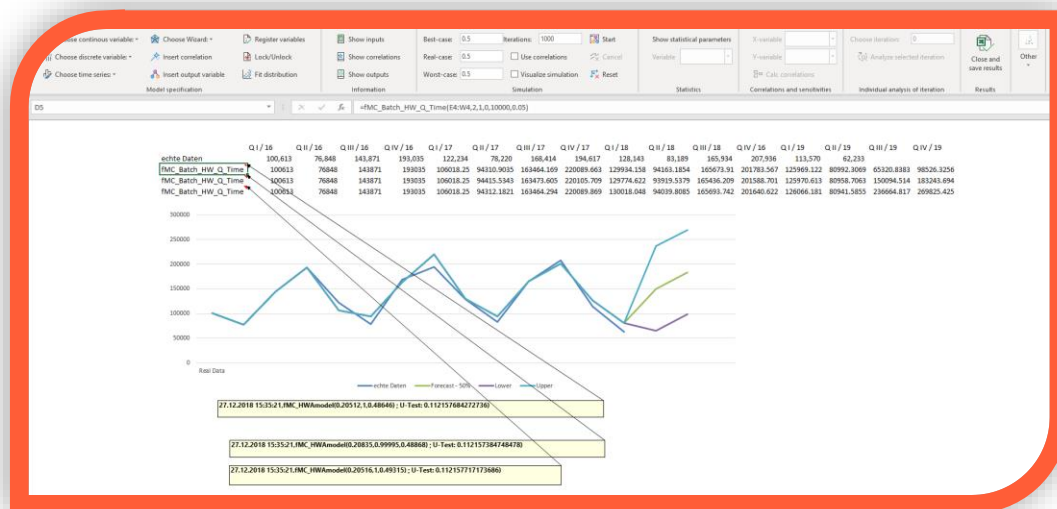 continous variable: Choose Wizard: Register variables Show inputs Best-case: 0.5 Iterations: 1000 Start Show statistical parameters X-variable Choose iteration: 0
Choose discrete variable: Insert correlation Lock/Unlock Show correlations Real-case: 0.5 Use correlations Cancel Variable Y-variable Analyze selected iteration Close and save results Other
Choose time series: Insert output variable Fit distribution Show outputs Worst-case 0.5 Visualize simulation Reset Calc. correlations
Model specification Information Simulation Statistics Correlations and sensitivities Individual analysis of iteration Results
D5 fx =fMC_Batch_HW_Q_Time(E4:W4,2,1,0,10000,0.05)
Q I / 16 Q II / 16 Q III / 16 Q IV / 16 Q I / 17 Q II / 17 Q III / 17 Q IV / 17 Q I / 18 Q II / 18 Q III / 18 Q IV / 16 Q I / 19 Q II / 19 Q III / 19 Q IV / 19
echte Daten 100,613 76,848 143,871 193,035 122,234 78,220 168,414 194,617 128,143 83,189 165,934 207,936 113,570 62,233
fMC_Batch_HW_Q_Time 100613 76848 143871 193035 106018.25 94310.9035 163464.169 220089.663 129934.158 94163.1854 165673.91 201783.567 125969.122 80992.3069 65320.8383 98526.3256
fMC_Batch_HW_Q_Time 100613 76848 143871 193035 106018.25 94415.5343 163473.605 220105.709 129774.622 93919.5379 165436.209 201588.701 125970.613 80958.7063 150094.514 183243.694
fMC_Batch_HW_Q_Time 100613 76848 143871 193035 106018.25 94312.1821 163464.294 220089.869 130018.048 94039.8085 165693.742 201640.622 126066.181 80941.5855 236664.817 269825.425
300000
250000
200000
150000
100000
50000
0
Real Data
echte Daten Forecast - 50% Lower Upper
27.12.2018 15:35:21,fMC_HWAmodel(0.20512,1,0.48646) ; U-Test: 0.112157684272736)
27.12.2018 15:35:21,fMC_HWAmodel(0.20835,0.99995,0.48868) ; U-Test: 0.112157384748478)
27.12.2018 15:35:21,fMC_HWAmodel(0.20516,1,0.49315) ; U-Test: 0.112157717173686)